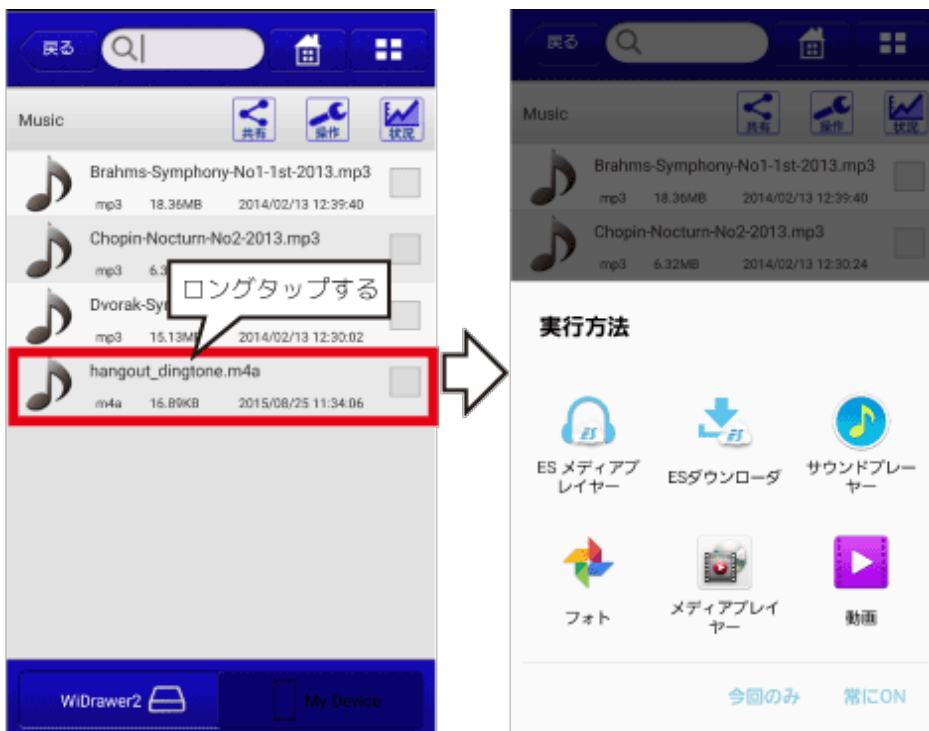 戻る
Music
共有
操作
状況
Brahms-Symphony-No1-1st-2013.mp3
mp3 18.36MB 2014/02/13 12:39:40
Chopin-Nocturn-No2-2013.mp3
mp3 6.3
ロングタップする
Dvorak-Sy
mp3 15.13M 2014/02/13 12:30:02
hangout_dingtone.m4a
m4a 16.89KB 2015/08/25 11:34:06
WiDrawer2
My Device
戻る
Music
共有
操作
状況
Brahms-Symphony-No1-1st-2013.mp3
mp3 18.36MB 2014/02/13 12:39:40
Chopin-Nocturn-No2-2013.mp3
mp3 6.32MB 2014/02/13 12:30:24
実行方法
ES メディアプ
レイヤー
ESダウンローダ
サウンドプレー
ヤー
フォト
メディアプレイ
ヤー
動画
今回のみ
常にON